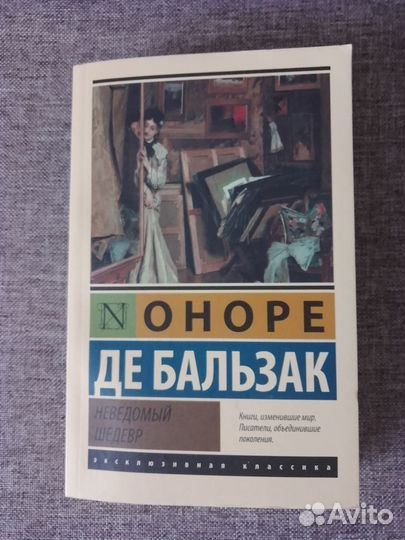 N ОНОРЕ
ДЕ БАЛЬЗАК
НЕВЕДОМЫЙ
ШЕДЕВР
Книги, изменившие мир.
Писатели, объединившие
поколения.
эксклюзивная классика
Avito